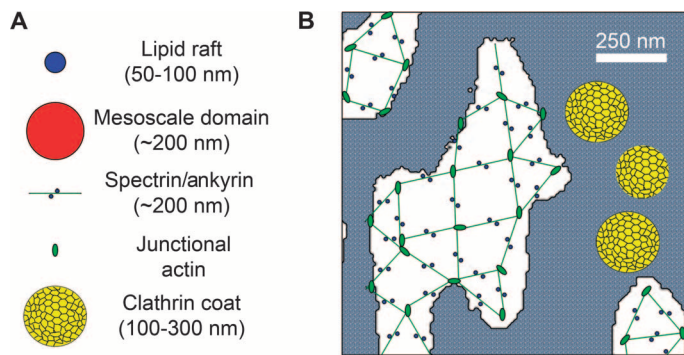 A
Lipid raft
(50-100 nm)
Mesoscale domain
(~200 nm)
Spectrin/ankyrin
(~200 nm)
Junctional
actin
Clathrin coat
(100-300 nm)
B
250 nm